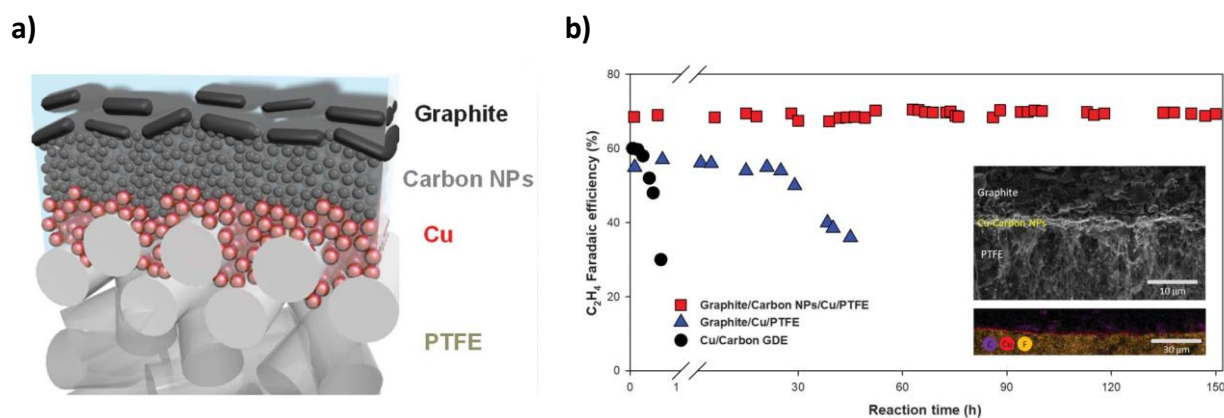 a)
Graphite
Carbon NPs
Cu
PTFE
b)
C₂H₄ Faradaic efficiency (%)
80
60
40
20
0
Graphite/Carbon NPs/Cu/PTFE
Graphite/Cu/PTFE
Cu/Carbon GDE
Graphite
Cu-Carbon NPs
PTFE
10 µm
C Cu F
30 µm
0 1 30 60 90 120 150
Reaction time (h)